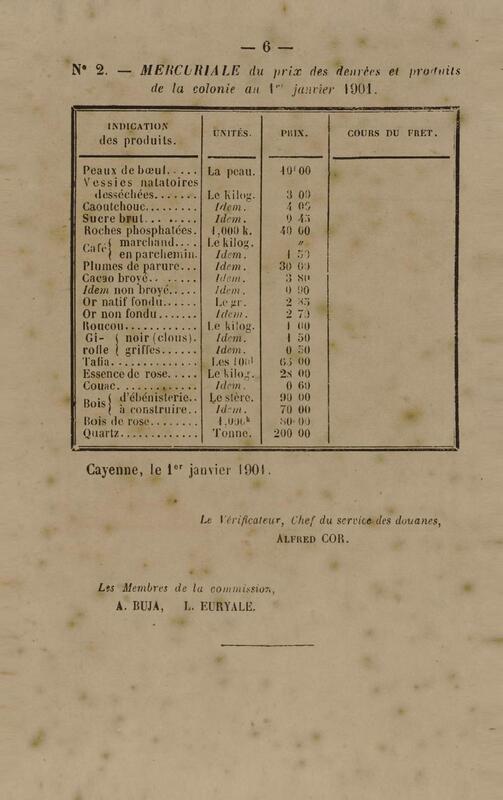 — 6 —
N° 2. — MERCURIALE du prix des denrées et produits
de la colonie au 1er janvier 1901.
INDICATION des produits. UNITÉS. PRIX. COURS DU FRET.
Peaux de bœuf..... La peau. 10f00
Vessies natatoires
desséchées....... Le kilog. 3 00
Caoutchouc......... Idem.
Sucre brut......... Idem. 0 45
Roches phosphatées. 1,000 k. 40 00
Café { marchand.... Le kilog. "
{ en parchemin. Idem. 1 50
Plumes de parure... Idem. 30 00
Cacao broyé........ Idem. 3 80
Idem non broyé..... Idem. 0 90
Or natif fondu...... Le gr. 2 85
Or non fondu...... Idem. 2 70
Roucou............ Le kilog. 1 00
Gi- { noir (clous). Idem. 1 50
rofle { griffes..... Idem. 0 50
Tafia............. Les 100l 65 00
Essence de rose..... Le kilog. 28 00
Couac............. Idem. 0 60
Bois { d'ébénisterie.. Le stère. 90 00
{ à construire.. Idem. 70 00
Bois de rose........ 1,000k 80 00
Quartz............. Tonne. 200 00
Cayenne, le 1er janvier 1901.
Le Vérificateur, Chef du service des douanes,
ALFRED COR.
Les Membres de la commission,
A. BUJA, L. EURYALE.